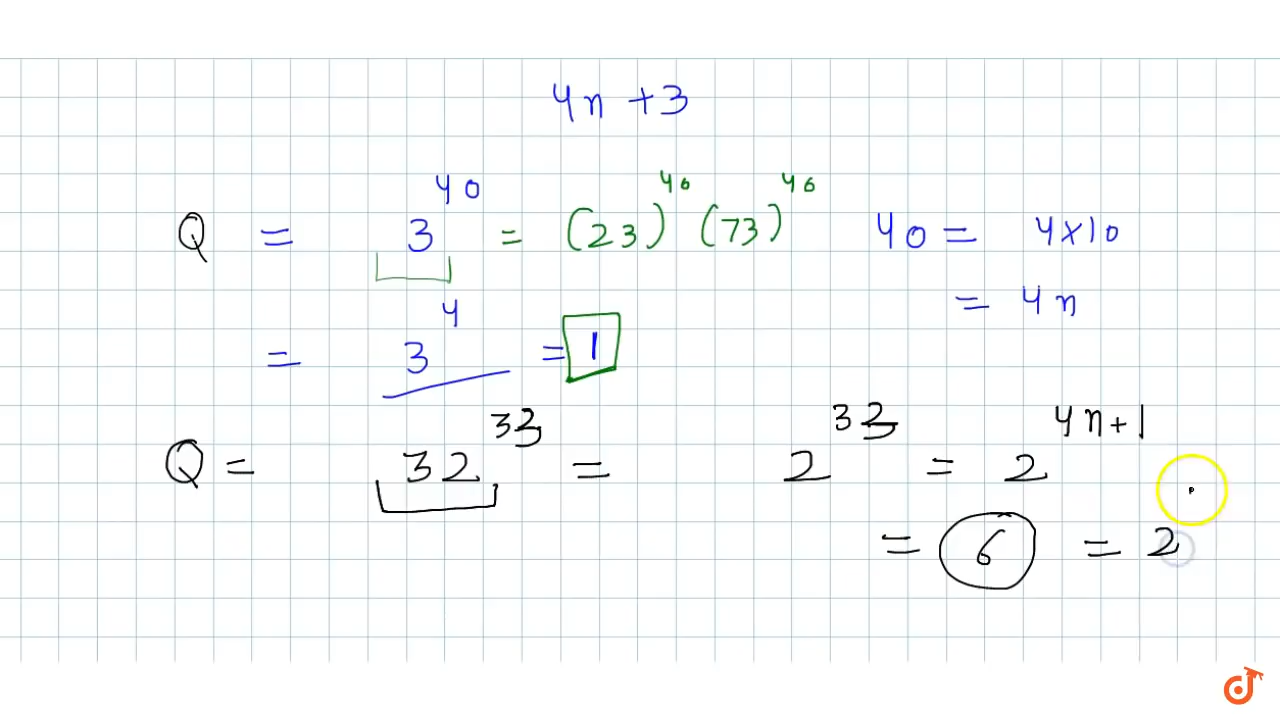 4n + 3
Q = 3^40 = (23)^40 (73)^40 40 = 4×10
= 4n
= 3^4 = 1
Q = 32^33 = 2^33 = 2^4n+1
= 6 = 2